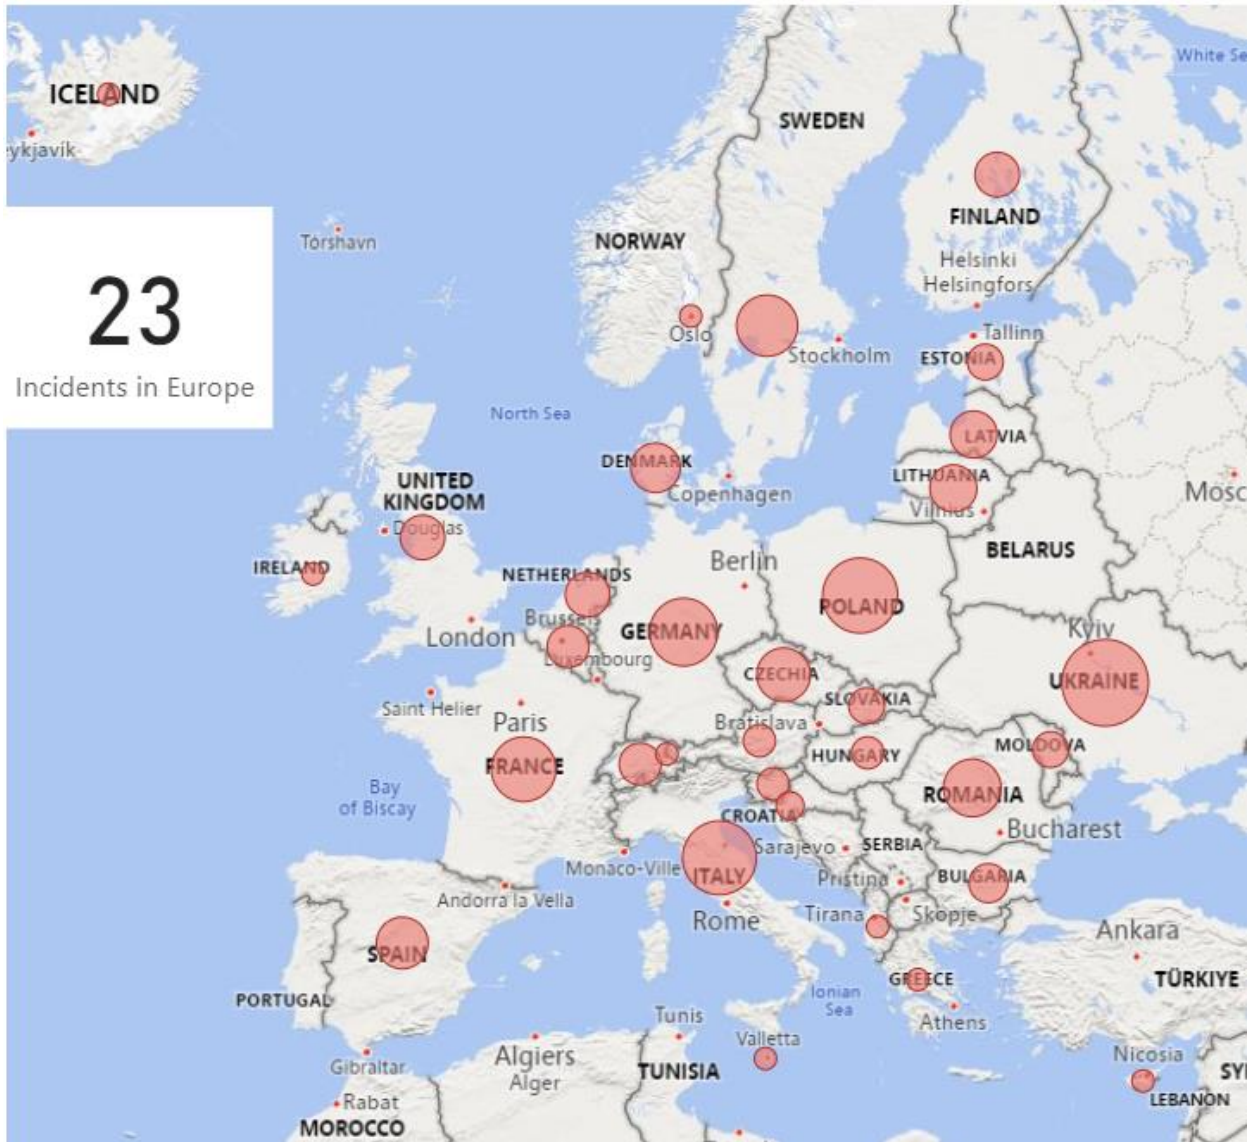 White Se
ICELAND
SWEDEN
eykjavík
FINLAND
Tórshavn
NORWAY
Helsinki
Helsingfors
23
Incidents in Europe
Oslo
Tallinn
Stockholm
ESTONIA
North Sea
LATVIA
DENMARK
LITHUANIA
UNITED
KINGDOM
Copenhagen
Mosc
Vilnius
Douglas
BELARUS
IRELAND
NETHERLANDS
Berlin
POLAND
Brussels
GERMANY
Kyiv
London
Luxembourg
CZECHIA
UKRAINE
SLOVAKIA
Saint Helier
Paris
Bratislava
MOLDOVA
HUNGARY
FRANCE
Bay
of Biscay
ROMANIA
CROATIA
Bucharest
Sarajevo
SERBIA
Monaco-Ville
ITALY
Pristina
BULGARIA
Andorra la Vella
Rome
Tirana
Skopje
Ankara
SPAIN
GREECE
TÜRKIYE
PORTUGAL
Ionian
Sea
Tunis
Athens
Valletta
Algiers
Alger
Nicosia
Gibraltar
TUNISIA
SY
Rabat
LEBANON
MOROCCO